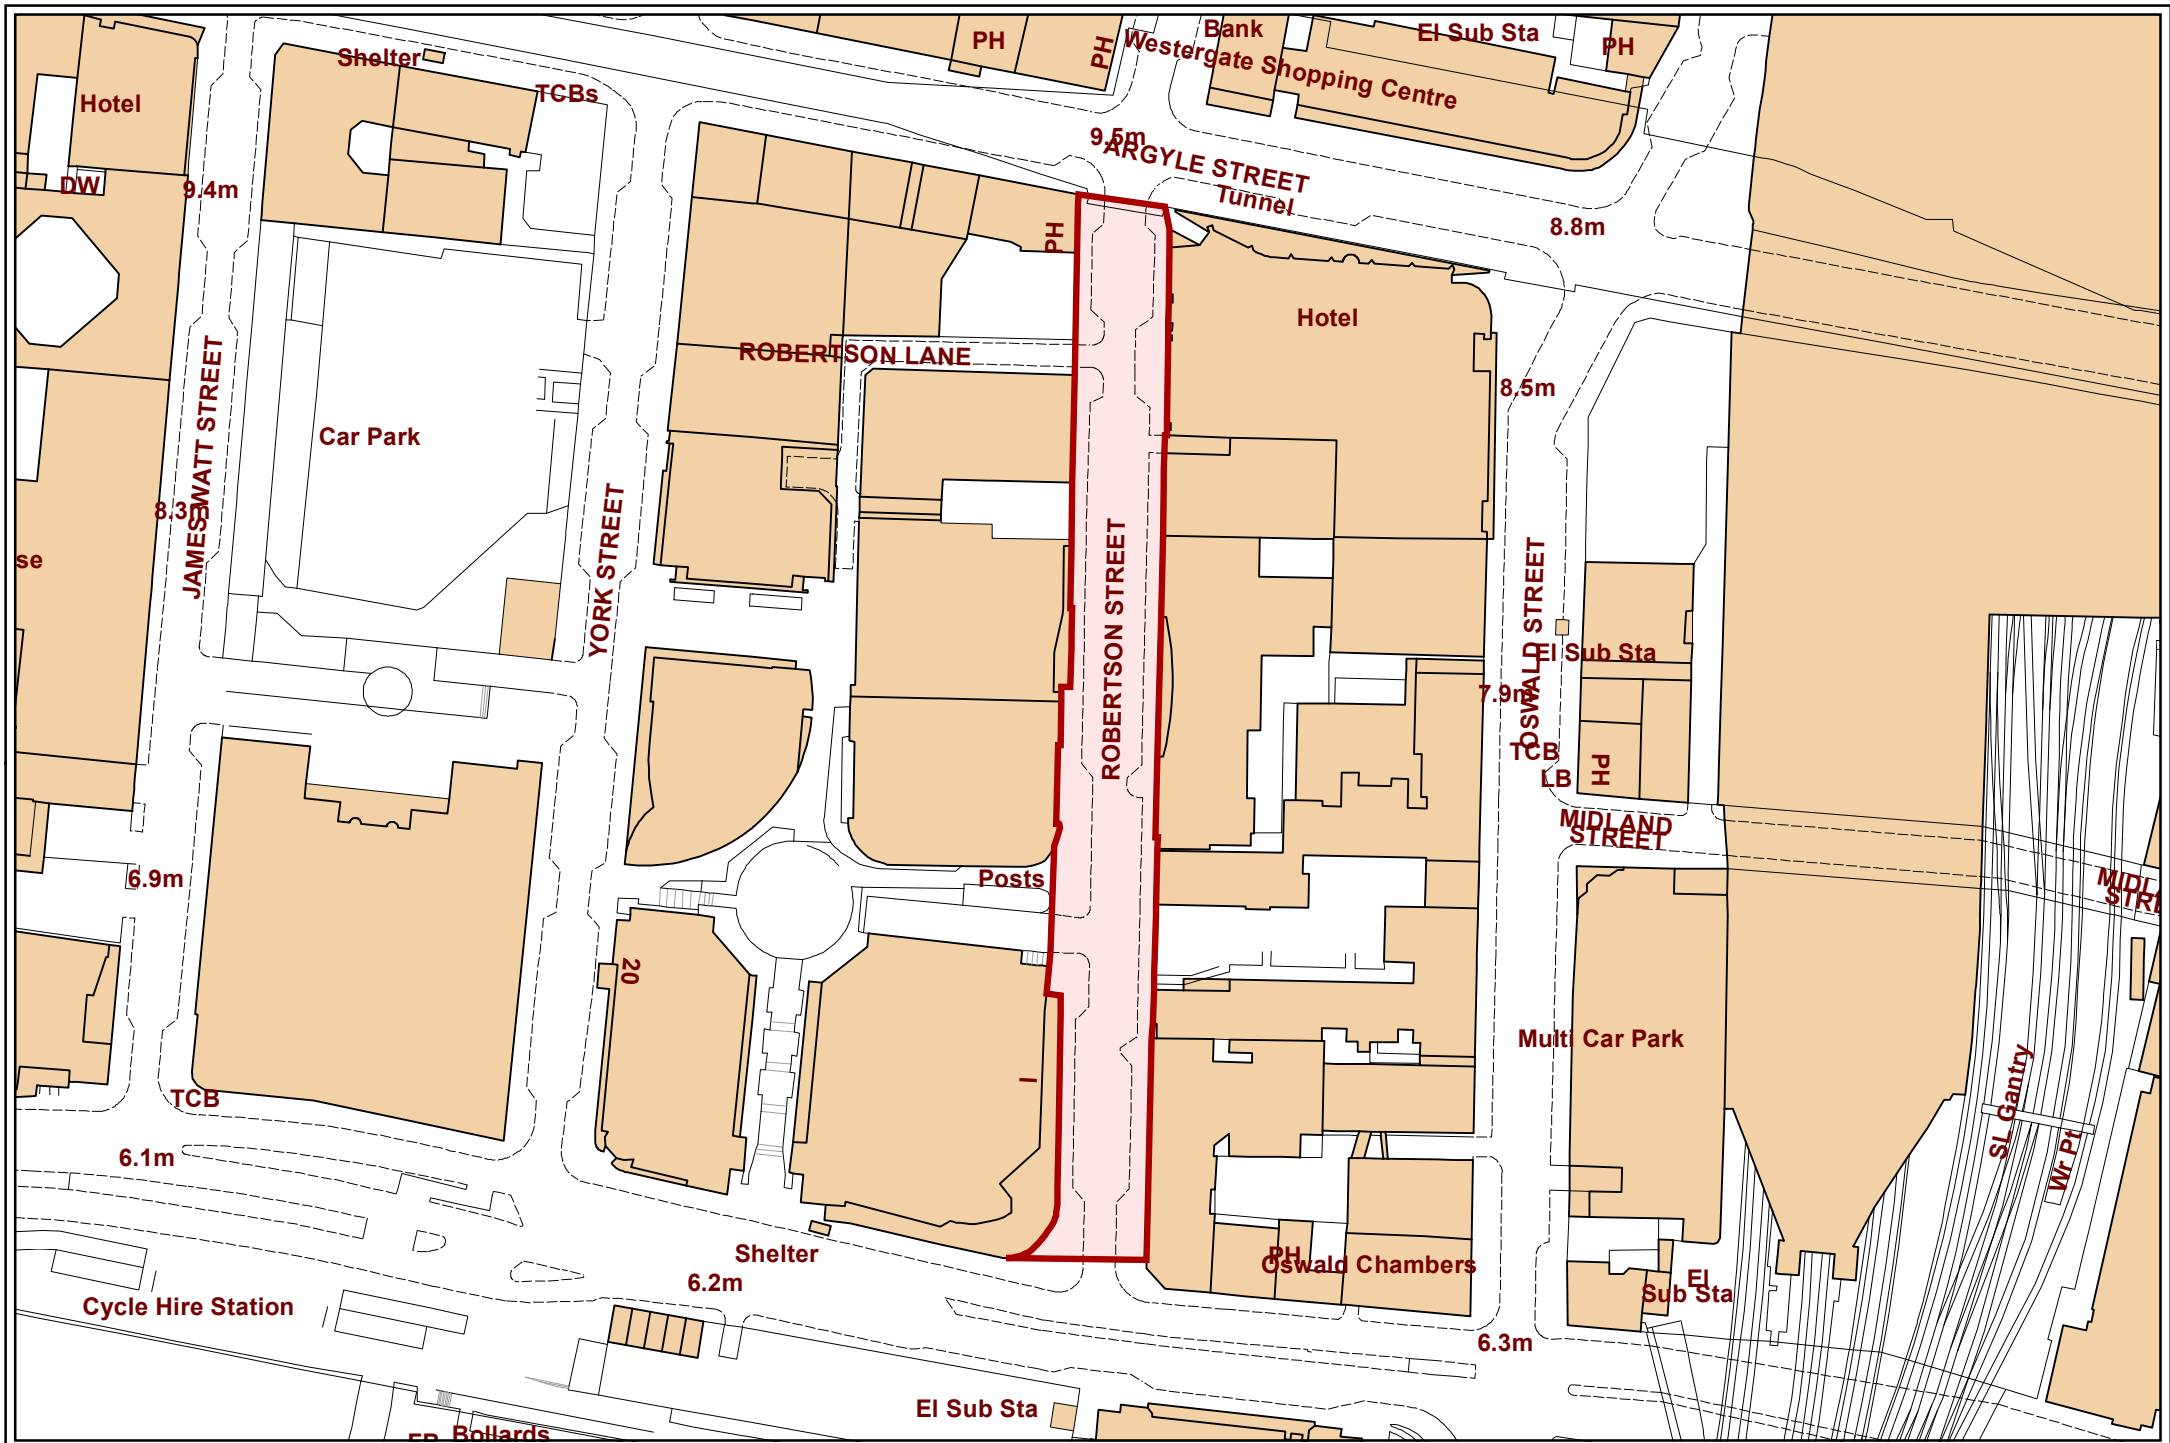 PH
PH
Bank
El Sub Sta
PH
Shelter
Westergate Shopping Centre
TCBs
Hotel
9.5m
ARGYLE STREET
Tunnel
DW
9.4m
8.8m
PH
Hotel
ROBERTSON LANE
8.5m
JAMES WATT STREET
Car Park
8.3m
YORK STREET
ROBERTSON STREET
OSWALD STREET
se
El Sub Sta
7.9m
TCB
LB
PH
MIDLAND
STREET
6.9m
Posts
20
Multi Car Park
TCB
1
SL Gantry
Wr Pt
6.1m
Shelter
6.2m
PH
Oswald Chambers
El
Sub Sta
Cycle Hire Station
6.3m
El Sub Sta
Bollards